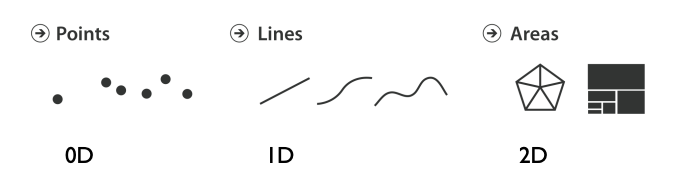 Points
Lines
Areas
0D
1D
2D